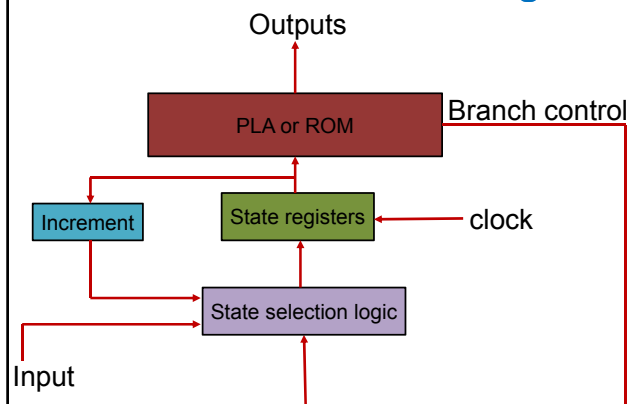 Outputs
PLA or ROM
Branch control
Increment
State registers
clock
State selection logic
Input